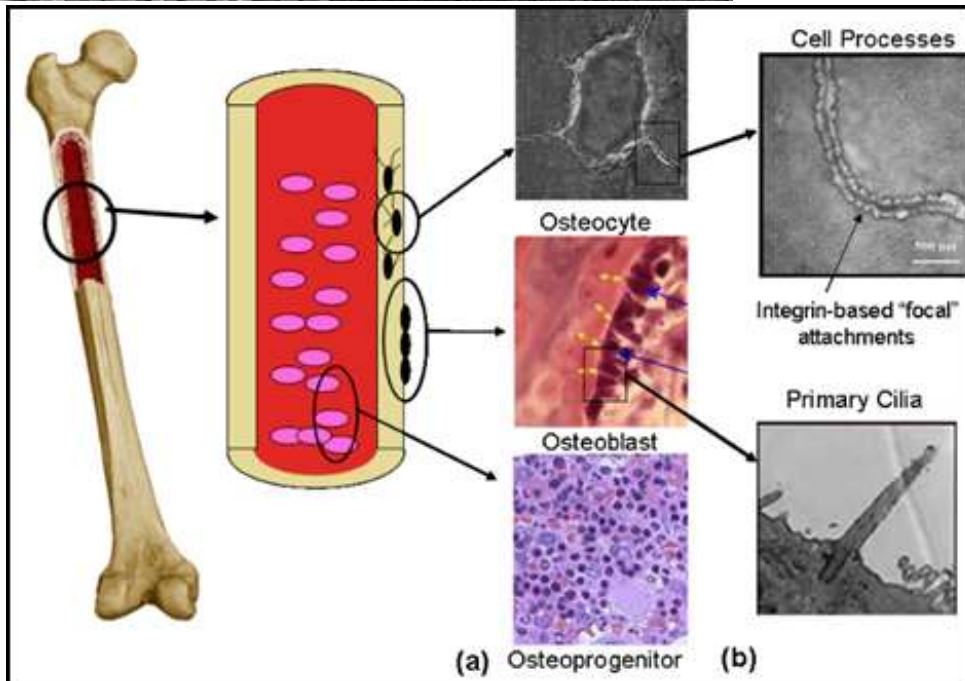 Cell Processes
Osteocyte
Integrin-based "focal"
attachments
Osteoblast
Primary Cilia
(a) Osteoprogenitor (b)